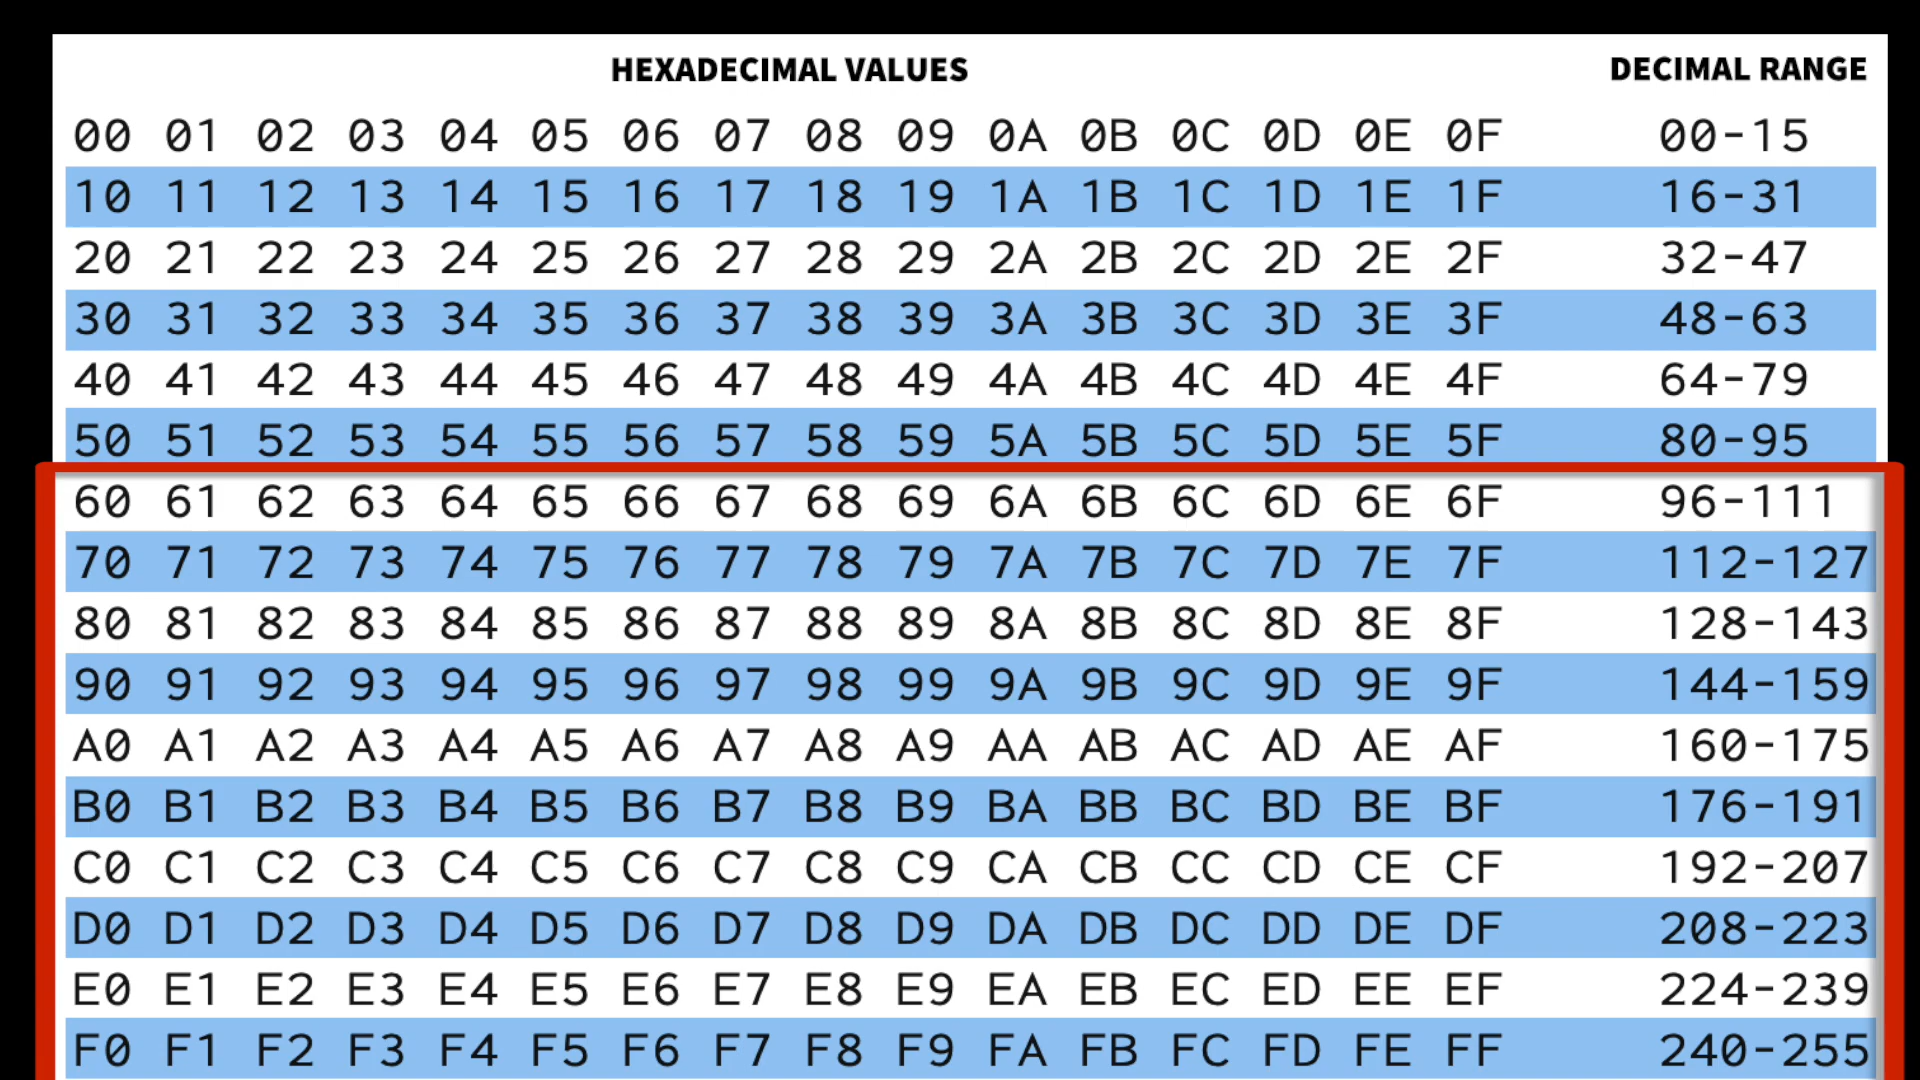 HEXADECIMAL VALUES DECIMAL RANGE
00 01 02 03 04 05 06 07 08 09 0A 0B 0C 0D 0E 0F 00-15
10 11 12 13 14 15 16 17 18 19 1A 1B 1C 1D 1E 1F 16-31
20 21 22 23 24 25 26 27 28 29 2A 2B 2C 2D 2E 2F 32-47
30 31 32 33 34 35 36 37 38 39 3A 3B 3C 3D 3E 3F 48-63
40 41 42 43 44 45 46 47 48 49 4A 4B 4C 4D 4E 4F 64-79
50 51 52 53 54 55 56 57 58 59 5A 5B 5C 5D 5E 5F 80-95
60 61 62 63 64 65 66 67 68 69 6A 6B 6C 6D 6E 6F 96-111
70 71 72 73 74 75 76 77 78 79 7A 7B 7C 7D 7E 7F 112-127
80 81 82 83 84 85 86 87 88 89 8A 8B 8C 8D 8E 8F 128-143
90 91 92 93 94 95 96 97 98 99 9A 9B 9C 9D 9E 9F 144-159
A0 A1 A2 A3 A4 A5 A6 A7 A8 A9 AA AB AC AD AE AF 160-175
B0 B1 B2 B3 B4 B5 B6 B7 B8 B9 BA BB BC BD BE BF 176-191
C0 C1 C2 C3 C4 C5 C6 C7 C8 C9 CA CB CC CD CE CF 192-207
D0 D1 D2 D3 D4 D5 D6 D7 D8 D9 DA DB DC DD DE DF 208-223
E0 E1 E2 E3 E4 E5 E6 E7 E8 E9 EA EB EC ED EE EF 224-239
F0 F1 F2 F3 F4 F5 F6 F7 F8 F9 FA FB FC FD FE FF 240-255